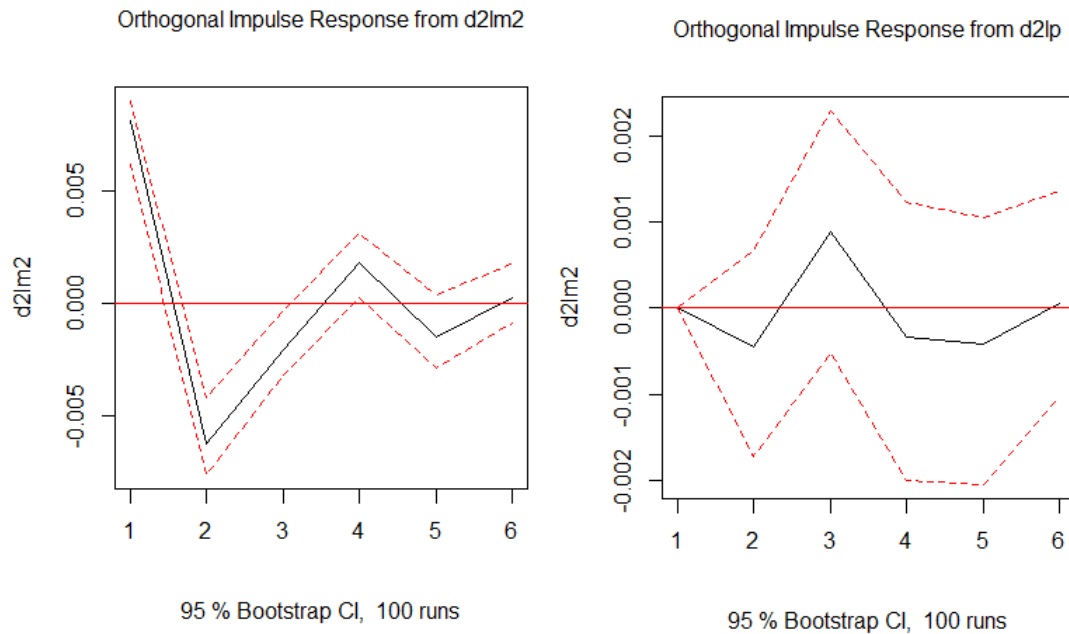 Orthogonal Impulse Response from d2lm2
d2lm2
0.005
0.000
-0.005
1 2 3 4 5 6
95 % Bootstrap CI, 100 runs
Orthogonal Impulse Response from d2lp
d2lm2
0.002
0.001
0.000
-0.001
-0.002
1 2 3 4 5 6
95 % Bootstrap CI, 100 runs